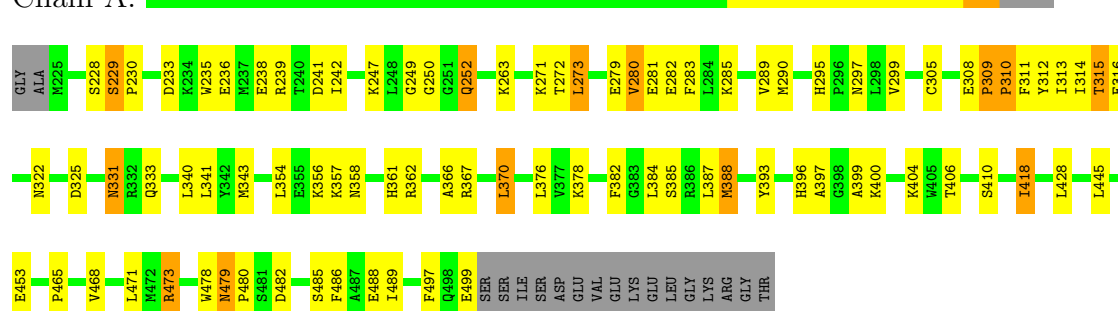 Chain A:
GLY ALA M225 S228 S229 P230 D233 K234 W235 E236 M237 E238 R239 T240 D241 I242 K247 L248 G249 G250 G251 Q252 K263 K271 T272 L273 E279 V280 E281 E282 F283 L284 K285 V289 M290 H295 P296 N297 L298 V299 C305 E308 P309 P310 F311 Y312 I313 I314 T315 E316
N322 D325 N331 R332 Q333 L340 L341 Y342 M343 L354 E355 K356 K357 N358 H361 R362 A366 R367 L370 L376 V377 K378 F382 G383 L384 S385 R386 L387 M388 Y393 H396 A397 G398 A399 K400 K404 W405 T406 S410 I418 L428 L445
E453 P465 V468 L471 M472 R473 W478 N479 P480 S481 D482 S485 F486 A487 E488 I489 F497 Q498 E499 SER SER ILE SER ASP GLU VAL GLU LYS GLU LEU GLY LYS ARG GLY THR